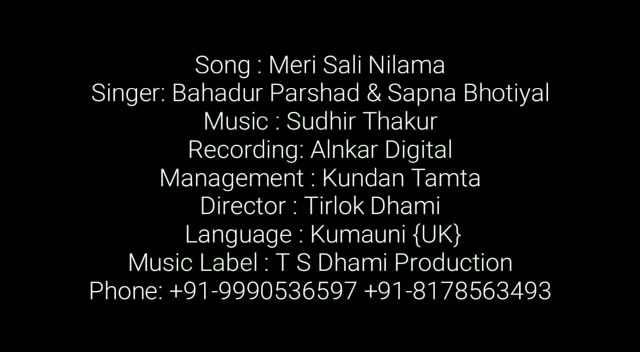 Song : Meri Sali Nilama
Singer: Bahadur Parshad & Sapna Bhotiyal
Music : Sudhir Thakur
Recording: Alnkar Digital
Management : Kundan Tamta
Director : Tirlok Dhami
Language : Kumauni {UK}
Music Label : T S Dhami Production
Phone: +91-9990536597 +91-8178563493